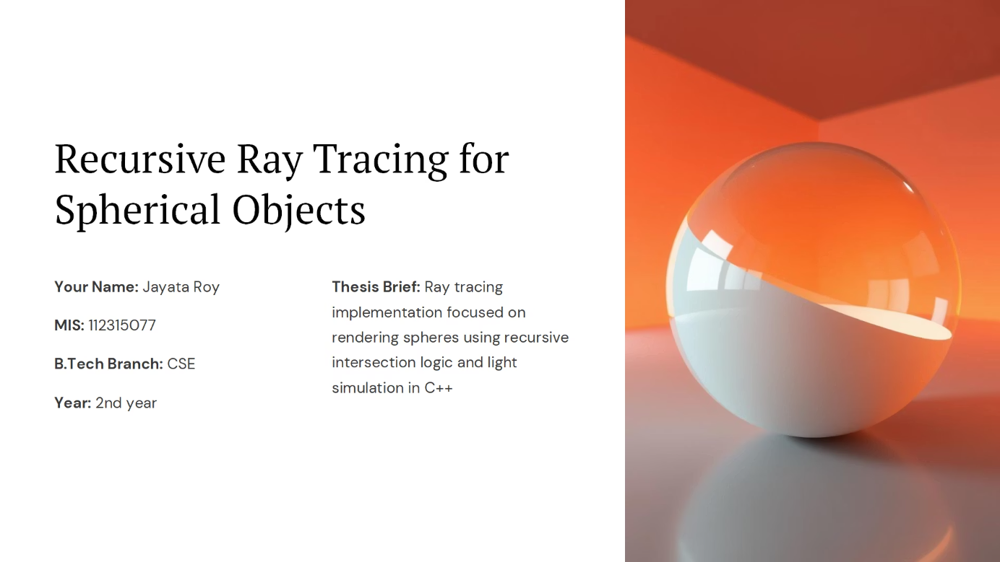 Recursive Ray Tracing for
Spherical Objects
Your Name: Jayata Roy
MIS: 112315077
B.Tech Branch: CSE
Year: 2nd year
Thesis Brief: Ray tracing
implementation focused on
rendering spheres using recursive
intersection logic and light
simulation in C++